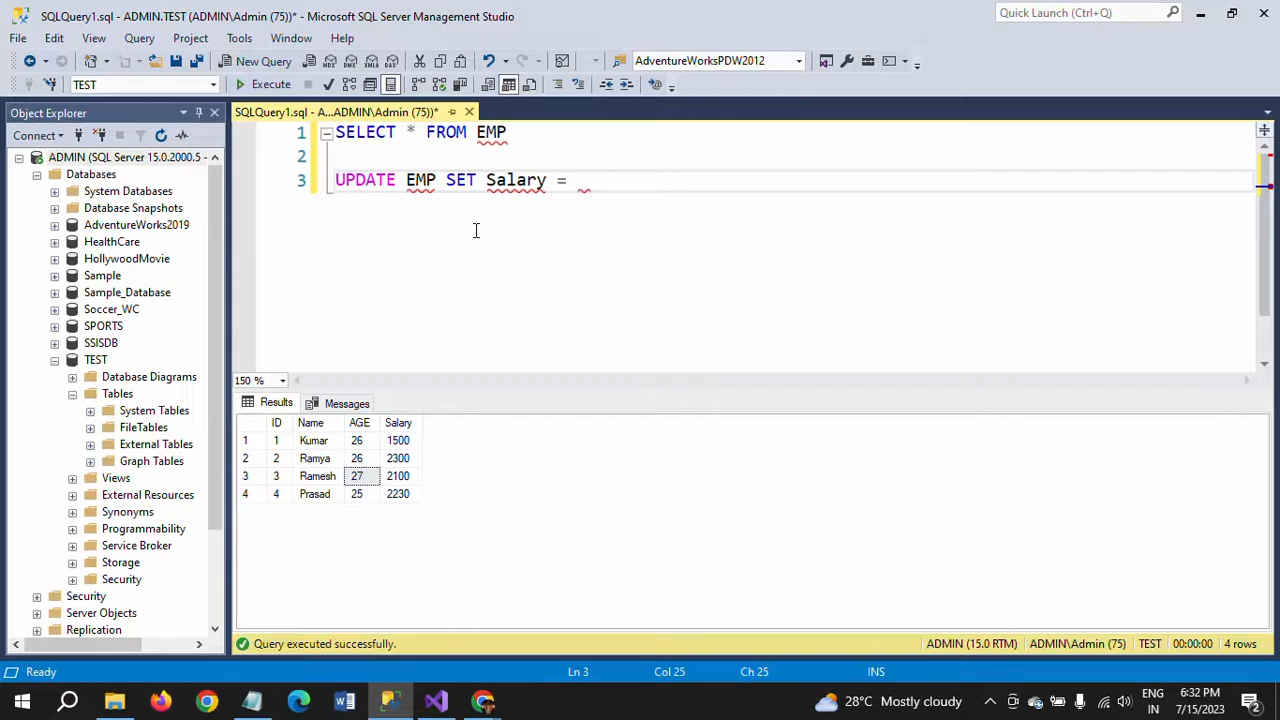 SQLQuery1.sql - ADMIN.TEST (ADMIN\Admin (75))* - Microsoft SQL Server Management Studio
Quick Launch (Ctrl+Q)
File Edit View Query Project Tools Window Help
New Query
AdventureWorksPDW2012
TEST
Execute
Object Explorer
SQLQuery1.sql - A...ADMIN\Admin (75))*
Connect
ADMIN (SQL Server 15.0.2000.5 -
Databases
System Databases
Database Snapshots
AdventureWorks2019
HealthCare
HollywoodMovie
Sample
Sample_Database
Soccer_WC
SPORTS
SSISDB
TEST
Database Diagrams
Tables
System Tables
FileTables
External Tables
Graph Tables
Views
External Resources
Synonyms
Programmability
Service Broker
Storage
Security
Security
Server Objects
Replication
1 SELECT * FROM EMP
2
3 UPDATE EMP SET Salary =
150 %
Results Messages
ID Name AGE Salary
1 1 Kumar 26 1500
2 2 Ramya 26 2300
3 3 Ramesh 27 2100
4 4 Prasad 25 2230
Query executed successfully.
ADMIN (15.0 RTM) ADMIN\Admin (75) TEST 00:00:00 4 rows
Ready
Ln 3 Col 25 Ch 25 INS
28°C Mostly cloudy
ENG
IN
6:32 PM
7/15/2023
2